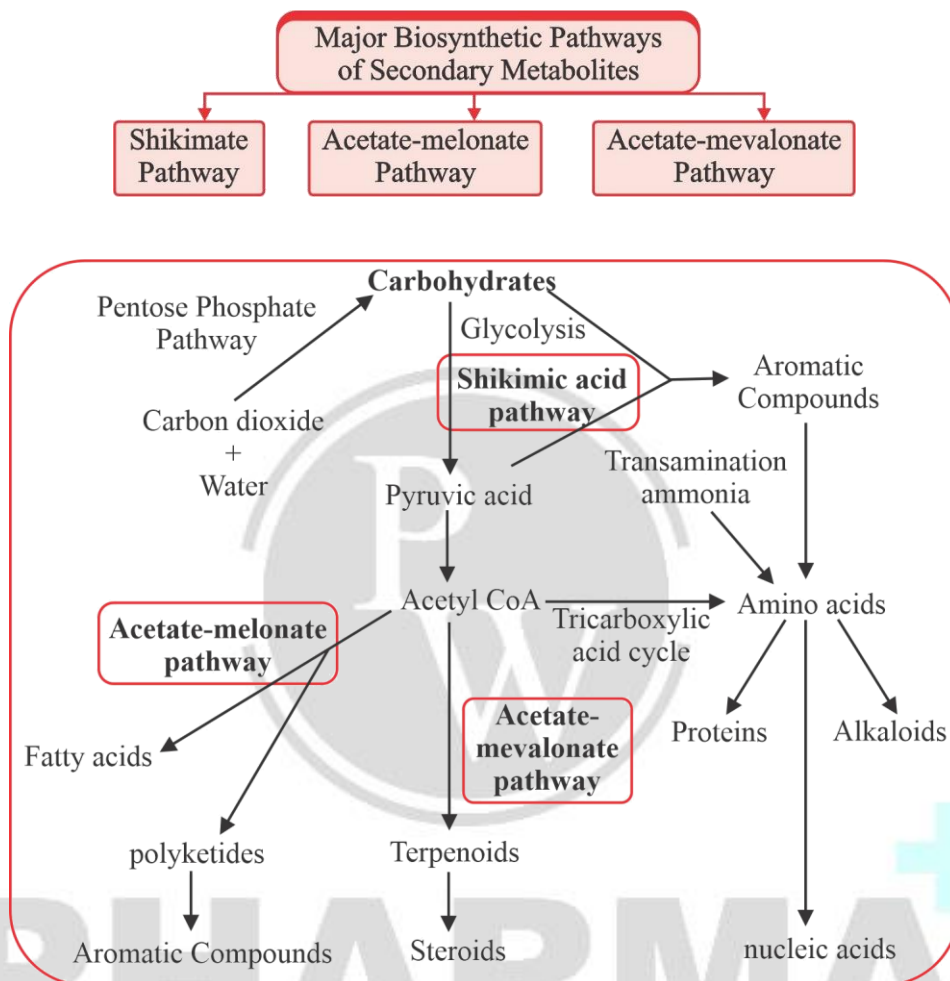 Major Biosynthetic Pathways
of Secondary Metabolites
Shikimate
Pathway
Acetate-melonate
Pathway
Acetate-mevalonate
Pathway
Carbohydrates
Pentose Phosphate
Pathway
Glycolysis
Shikimic acid
pathway
Aromatic
Compounds
Carbon dioxide
+
Water
Pyruvic acid
Transamination
ammonia
Acetyl CoA
Tricarboxylic
acid cycle
Amino acids
Acetate-melonate
pathway
Acetate-
mevalonate
pathway
Proteins
Alkaloids
Fatty acids
polyketides
Terpenoids
Aromatic Compounds
Steroids
nucleic acids
PW
PHARMA